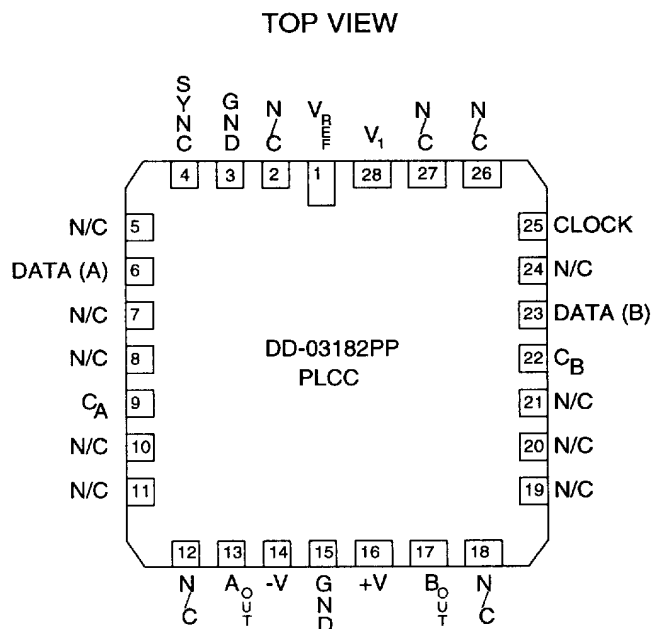 TOP VIEW
SYNC
GND
N/C
VREF
V1
N/C
N/C
4 3 2 1 28 27 26
N/C 5
25 CLOCK
DATA (A) 6
24 N/C
N/C 7
23 DATA (B)
N/C 8
22 CB
CA 9
21 N/C
N/C 10
20 N/C
N/C 11
19 N/C
DD-03182PP
PLCC
12 13 14 15 16 17 18
N/C
AOUT
-V
GND
+V
BOUT
N/C